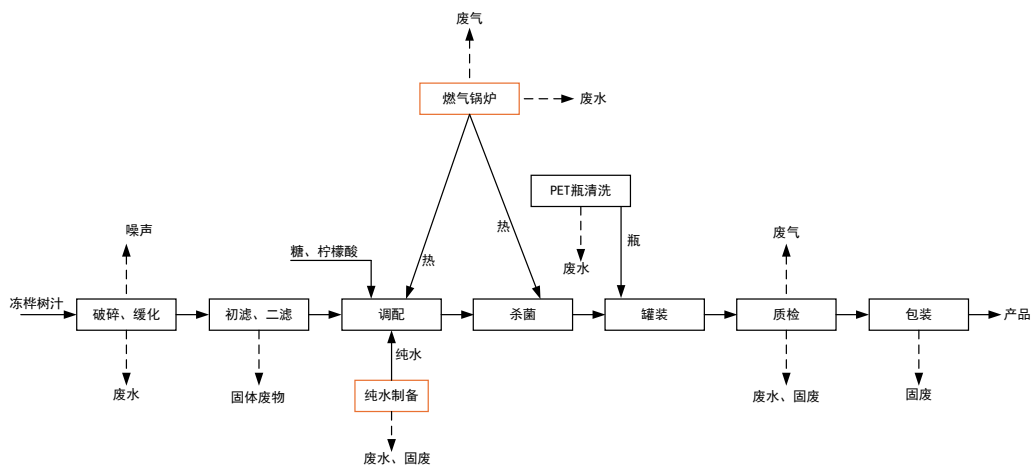 废气
燃气锅炉
废水
PET瓶清洗
噪声
热
瓶
废气
糖、柠檬酸
热
废水
冻桦树汁
破碎、缓化
初滤、二滤
调配
杀菌
罐装
质检
包装
产品
纯水
废水
固体废物
纯水制备
废水、固废
固废
废水、固废